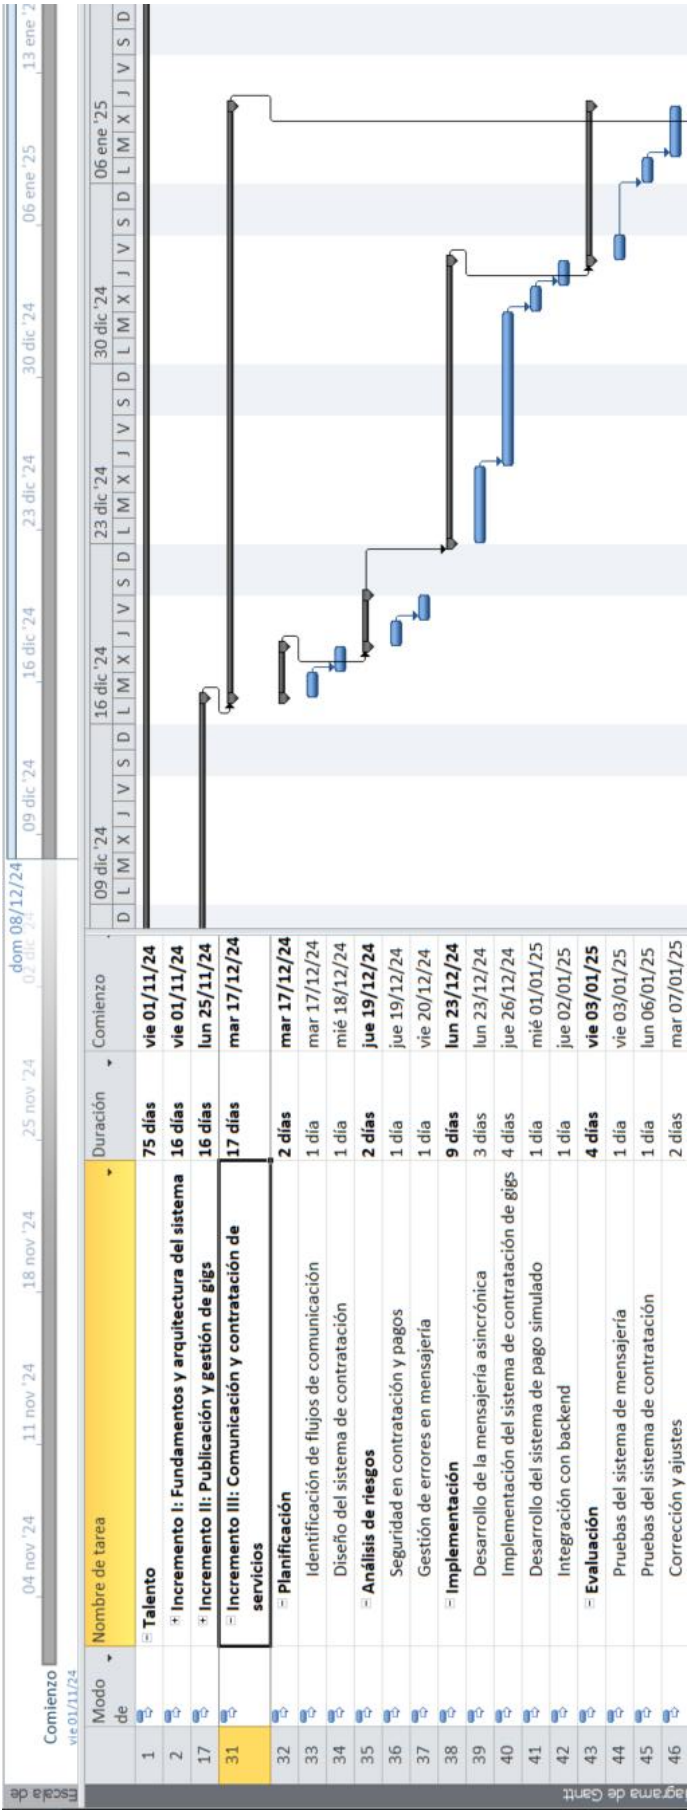 dom 08/12/24
04 nov '24 11 nov '24 18 nov '24 25 nov '24 02 dic '24 09 dic '24 16 dic '24 23 dic '24 30 dic '24 06 ene '25 13 ene '2
Comienzo
vie 01/11/24
Escala de
Modo de Nombre de tarea Duración Comienzo
09 dic '24 16 dic '24 23 dic '24 30 dic '24 06 ene '25
D L M X J V S D L M X J V S D L M X J V S D L M X J V S D L M X J V S D
1 Talento 75 días vie 01/11/24
2 Incremento I: Fundamentos y arquitectura del sistema 16 días vie 01/11/24
17 Incremento II: Publicación y gestión de gigs 16 días lun 25/11/24
31 Incremento III: Comunicación y contratación de 17 días mar 17/12/24
servicios
32 Planificación 2 días mar 17/12/24
33 Identificación de flujos de comunicación 1 día mar 17/12/24
34 Diseño del sistema de contratación 1 día mié 18/12/24
35 Análisis de riesgos 2 días jue 19/12/24
36 Seguridad en contratación y pagos 1 día jue 19/12/24
37 Gestión de errores en mensajería 1 día vie 20/12/24
38 Implementación 9 días lun 23/12/24
39 Desarrollo de la mensajería asincrónica 3 días lun 23/12/24
40 Implementación del sistema de contratación de gigs 4 días jue 26/12/24
41 Desarrollo del sistema de pago simulado 1 día mié 01/01/25
42 Integración con backend 1 día jue 02/01/25
43 Evaluación 4 días vie 03/01/25
44 Pruebas del sistema de mensajería 1 día vie 03/01/25
45 Pruebas del sistema de contratación 1 día lun 06/01/25
46 Corrección y ajustes 2 días mar 07/01/25
iagrama de Gantt